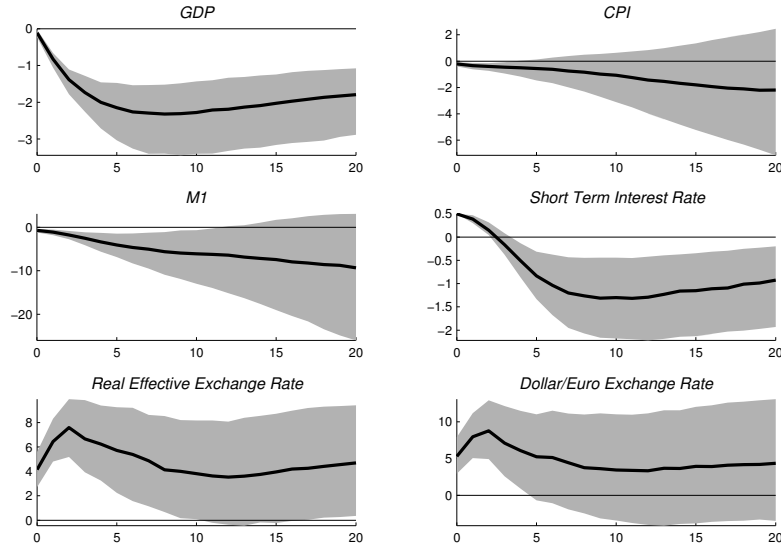 GDP
0
−1
−2
−3
0 5 10 15 20
CPI
2
0
−2
−4
−6
0 5 10 15 20
M1
0
−10
−20
0 5 10 15 20
Short Term Interest Rate
0.5
0
−0.5
−1
−1.5
−2
0 5 10 15 20
Real Effective Exchange Rate
8
6
4
2
0
0 5 10 15 20
Dollar/Euro Exchange Rate
10
5
0
0 5 10 15 20